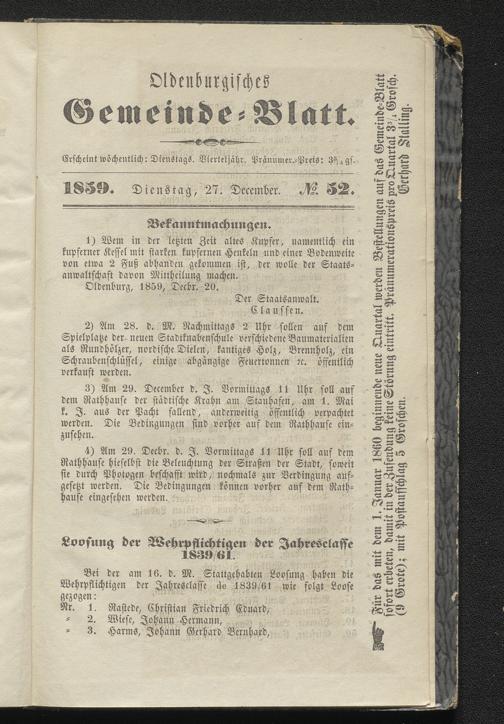 Oldenburgisches
Gemeinde-Blatt.
Erscheint wöchentlich: Dienstags. Vierteljähr. Pränumer.-Preis: 3¾ gſ.
1859. Dienstag, 27. December. № 52.
Bekanntmachungen.
1) Wem in der letzten Zeit altes Kupfer, namentlich ein
kupferner Kessel mit starken kupfernen Henkeln und einer Bodenweite
von etwa 2 Fuß abhanden gekommen ist, der wolle der Staats-
anwaltschaft davon Mittheilung machen.
Oldenburg, 1859, Decbr. 20.
Der Staatsanwalt.
Claussen.
2) Am 28. d. M. Nachmittags 2 Uhr sollen auf dem
Spielplatze der neuen Stadtknabenschule verschiedene Baumaterialien
als Rundhölzer, nordische Dielen, kantiges Holz, Brennholz, ein
Schraubenschlüssel, einige abgängige Feuertonnen ꝛc. öffentlich
verkauft werden.
3) Am 29. December d. J. Vormittags 11 Uhr soll auf
dem Rathhause der städtische Krahn am Stauhafen, am 1. Mai
k. J. aus der Pacht fallend, anderweitig öffentlich verpachtet
werden. Die Bedingungen sind vorher auf dem Rathhause ein-
zusehen.
4) Am 29. Decbr. d. J. Vormittags 11 Uhr soll auf dem
Rathhause hieselbst die Beleuchtung der Straßen der Stadt, soweit
sie durch Photogen beschafft wird, nochmals zur Verdingung auf-
gesetzt werden. Die Bedingungen können vorher auf dem Rath-
hause eingesehen werden.
Loosung der Wehrpflichtigen der Jahresclasse
1839/61.
Bei der am 16. d. M. Stattgehabten Loosung haben die
Wehrpflichtigen der Jahresclasse de 1839/61 wie folgt Loose
gezogen:
Nr. 1. Rastede, Christian Friedrich Eduard,
„ 2. Wiese, Johann Hermann,
„ 3. Harms, Johann Gerhard Bernhard,
☛ Für das mit dem 1. Januar 1860 beginnende neue Quartal werden Bestellungen auf das Gemeinde-Blatt
sofort erbeten, damit in der Zusendung keine Störung eintritt. Pränumerationspreis pro Quartal 3¾ Grosch.
(9 Grote); mit Postaufschlag 5 Groschen. Gerhard Stalling.